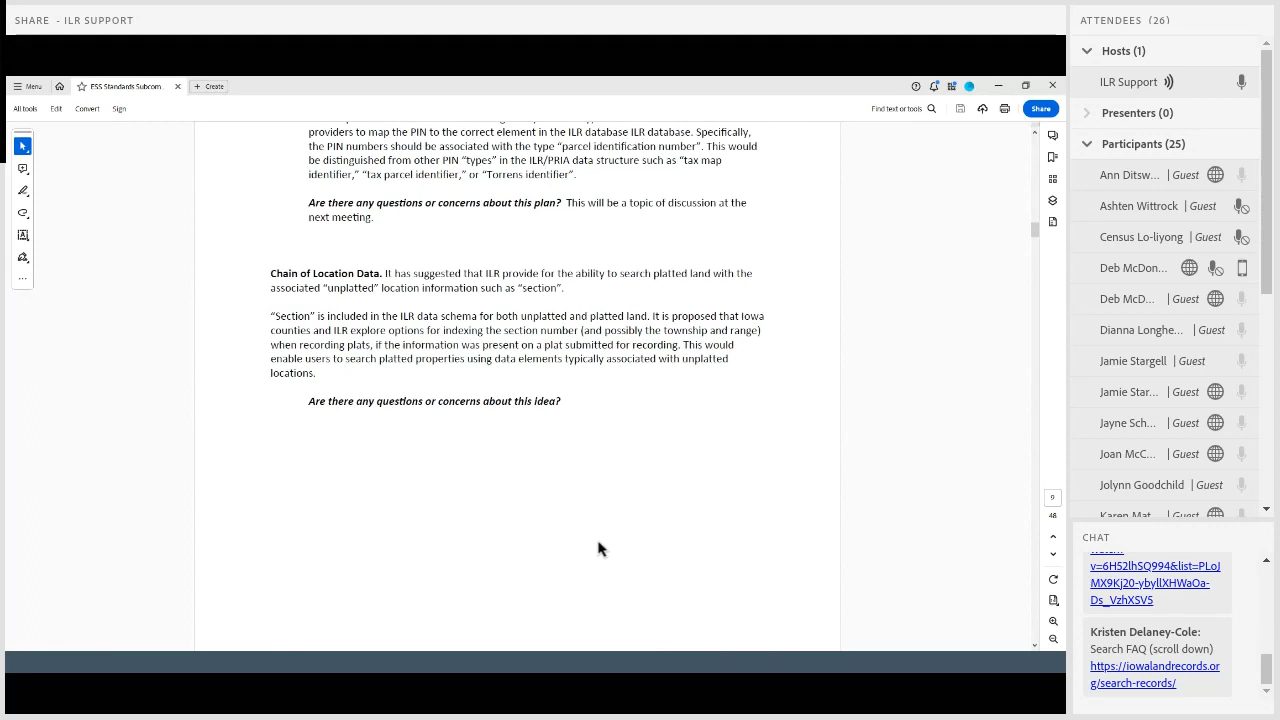 SHARE - ILR SUPPORT
Menu
ESS Standards Subcom...
Create
All tools
Edit
Convert
Sign
Find text or tools
Share
providers to map the PIN to the correct element in the ILR database ILR database. Specifically,
the PIN numbers should be associated with the type “parcel identification number”. This would
be distinguished from other PIN “types” in the ILR/PRIA data structure such as “tax map
identifier,” “tax parcel identifier,” or “Torrens identifier”.
Are there any questions or concerns about this plan? This will be a topic of discussion at the
next meeting.
Chain of Location Data. It has suggested that ILR provide for the ability to search platted land with the
associated “unplatted” location information such as “section”.
“Section” is included in the ILR data schema for both unplatted and platted land. It is proposed that Iowa
counties and ILR explore options for indexing the section number (and possibly the township and range)
when recording plats, if the information was present on a plat submitted for recording. This would
enable users to search platted properties using data elements typically associated with unplatted
locations.
Are there any questions or concerns about this idea?
9
48
ATTENDEES (26)
Hosts (1)
ILR Support
Presenters (0)
Participants (25)
Ann Ditsw... | Guest
Ashten Wittrock | Guest
Census Lo-liyong | Guest
Deb McDon...
Deb McD... | Guest
Dianna Longhe... | Guest
Jamie Stargell | Guest
Jamie Star... | Guest
Jayne Sch... | Guest
Joan McC... | Guest
Jolynn Goodchild | Guest
Karen Mat... | Guest
CHAT
v=6H52lhSQ994&list=PLoJ
MX9Kj20-ybyllXHWaOa-
Ds_VzhXSV5
Kristen Delaney-Cole:
Search FAQ (scroll down)
https://iowalandrecords.or
g/search-records/